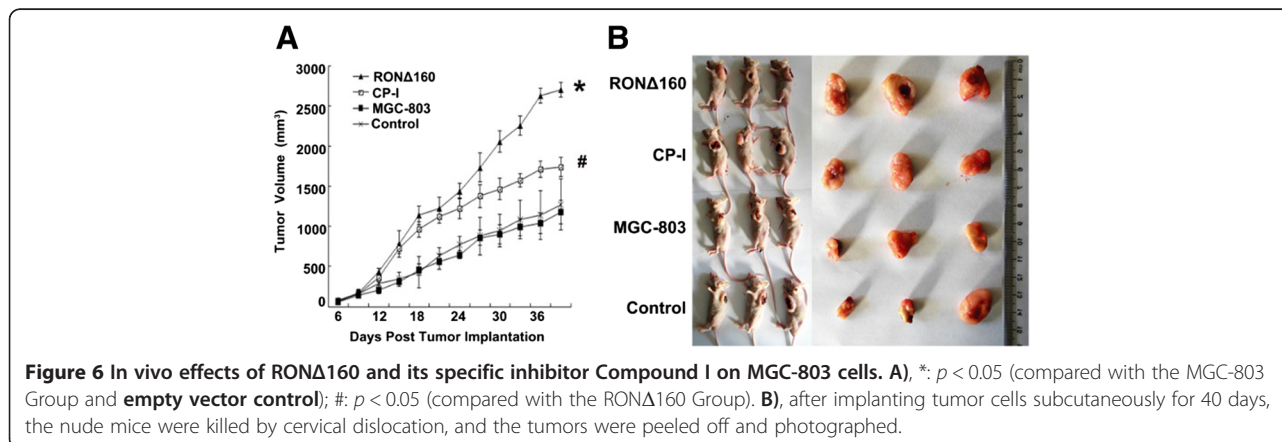 A
B
3000
2500
2000
1500
1000
500
0
Tumor Volume (mm³)
RONΔ160
CP-I
MGC-803
Control
*
#
6 12 18 24 30 36
Days Post Tumor Implantation
RONΔ160
CP-I
MGC-803
Control
Figure 6 In vivo effects of RONΔ160 and its specific inhibitor Compound I on MGC-803 cells. A), *: p < 0.05 (compared with the MGC-803
Group and empty vector control); #: p < 0.05 (compared with the RONΔ160 Group). B), after implanting tumor cells subcutaneously for 40 days,
the nude mice were killed by cervical dislocation, and the tumors were peeled off and photographed.